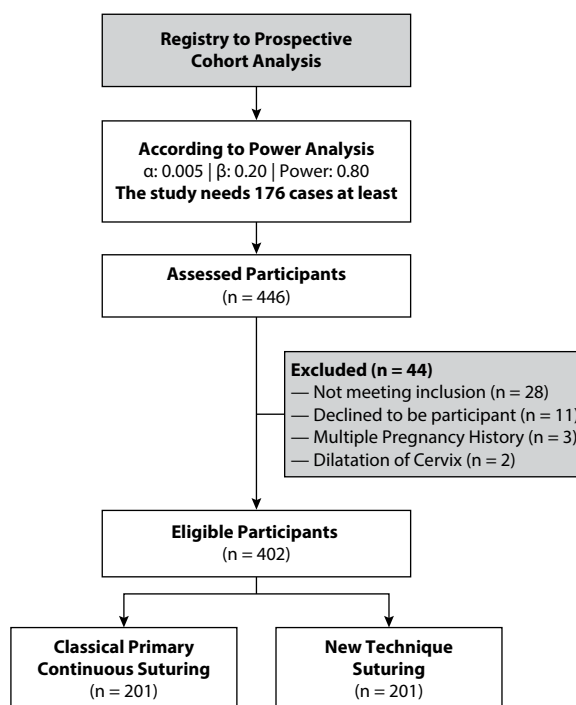 Registry to Prospective
Cohort Analysis
According to Power Analysis
α: 0.005 | β: 0.20 | Power: 0.80
The study needs 176 cases at least
Assessed Participants
(n = 446)
Excluded (n = 44)
— Not meeting inclusion (n = 28)
— Declined to be participant (n = 11)
— Multiple Pregnancy History (n = 3)
— Dilatation of Cervix (n = 2)
Eligible Participants
(n = 402)
Classical Primary
Continuous Suturing
(n = 201)
New Technique
Suturing
(n = 201)